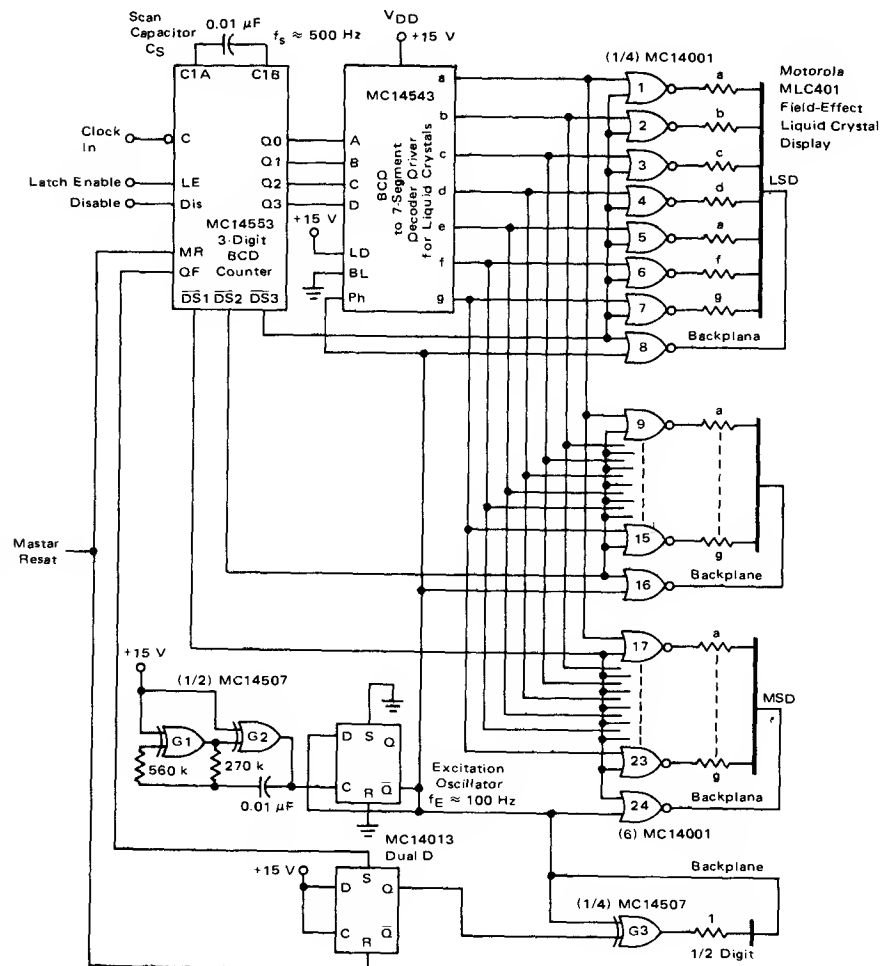 Scan
Capacitor
CS
0.01 µF
fs ≈ 500 Hz
VDD
+15 V
C1A
C1B
Clock
In
C
Latch Enable
LE
Disable
Dis
MC14553
3-Digit
BCD
Counter
MR
QF
DS1
DS2
DS3
Q0
Q1
Q2
Q3
MC14543
A
B
C
D
BCD
to 7-Segment
Decoder Driver
for Liquid Crystals
+15 V
LD
BL
Ph
a
b
c
d
e
f
g
(1/4) MC14001
1
2
3
4
5
6
7
8
a
b
c
d
a
f
g
Backplana
Motorola
MLC401
Field-Effect
Liquid Crystal
Display
LSD
9
a
15
g
16
Backplane
Mastar
Resat
17
a
MSD
23
g
24
Backplana
(6) MC14001
+15 V
(1/2) MC14507
G1
G2
560 k
270 k
0.01 µF
D
S
Q
C
R
Q
Excitation
Oscillator
fE ≈ 100 Hz
MC14013
Dual D
+15 V
D
S
Q
C
Q
R
Backplane
(1/4) MC14507
G3
1
1/2 Digit